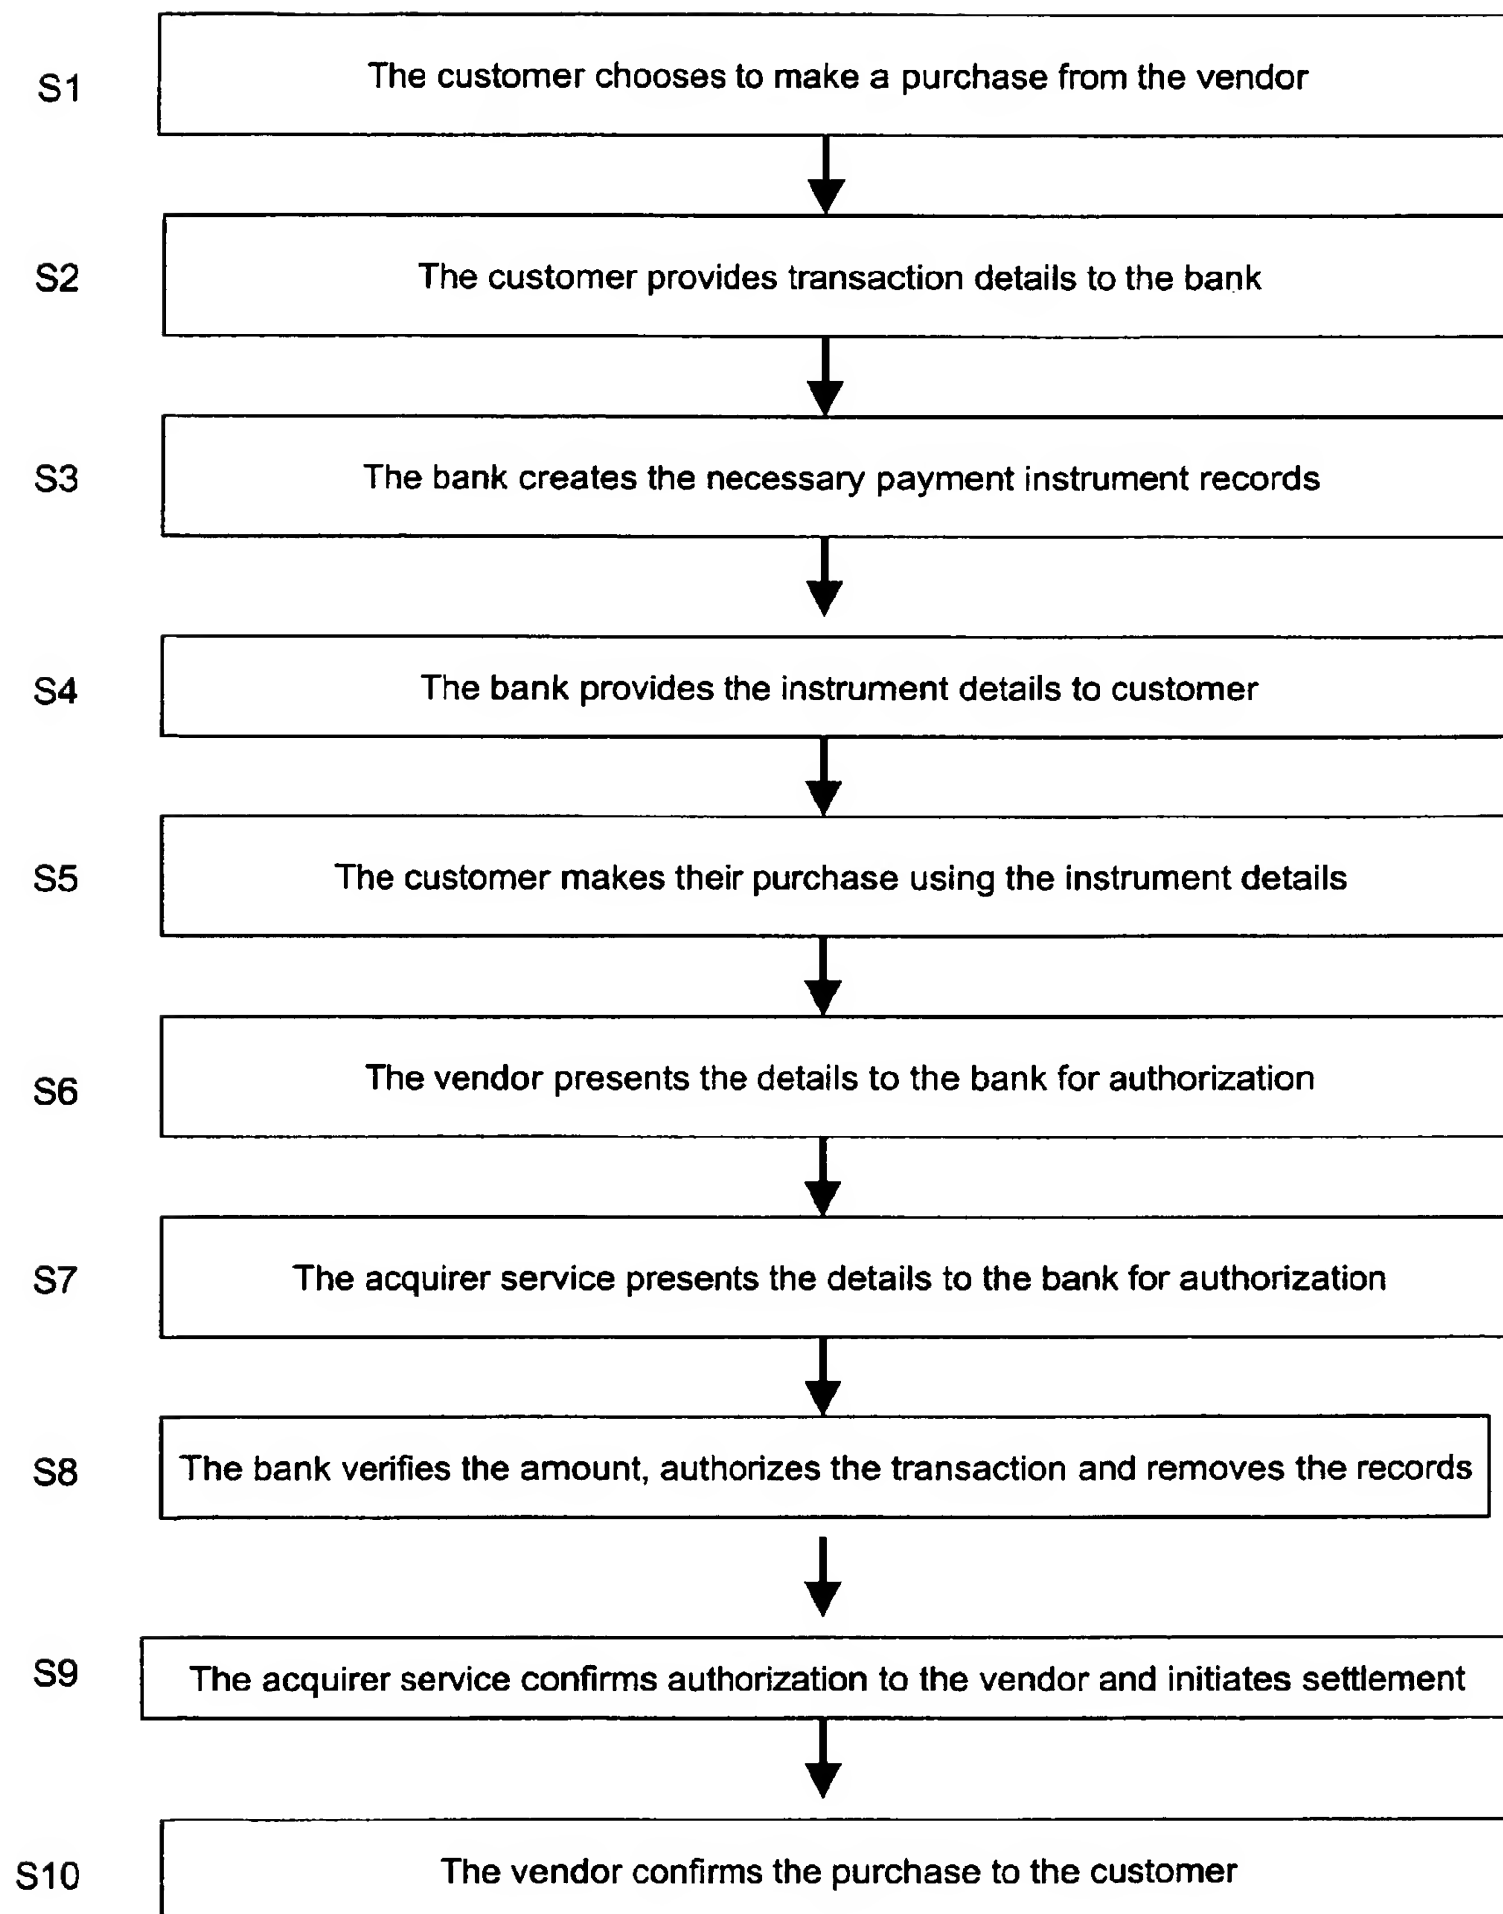 S1 The customer chooses to make a purchase from the vendor
S2 The customer provides transaction details to the bank
S3 The bank creates the necessary payment instrument records
S4 The bank provides the instrument details to customer
S5 The customer makes their purchase using the instrument details
S6 The vendor presents the details to the bank for authorization
S7 The acquirer service presents the details to the bank for authorization
S8 The bank verifies the amount, authorizes the transaction and removes the records
S9 The acquirer service confirms authorization to the vendor and initiates settlement
S10 The vendor confirms the purchase to the customer